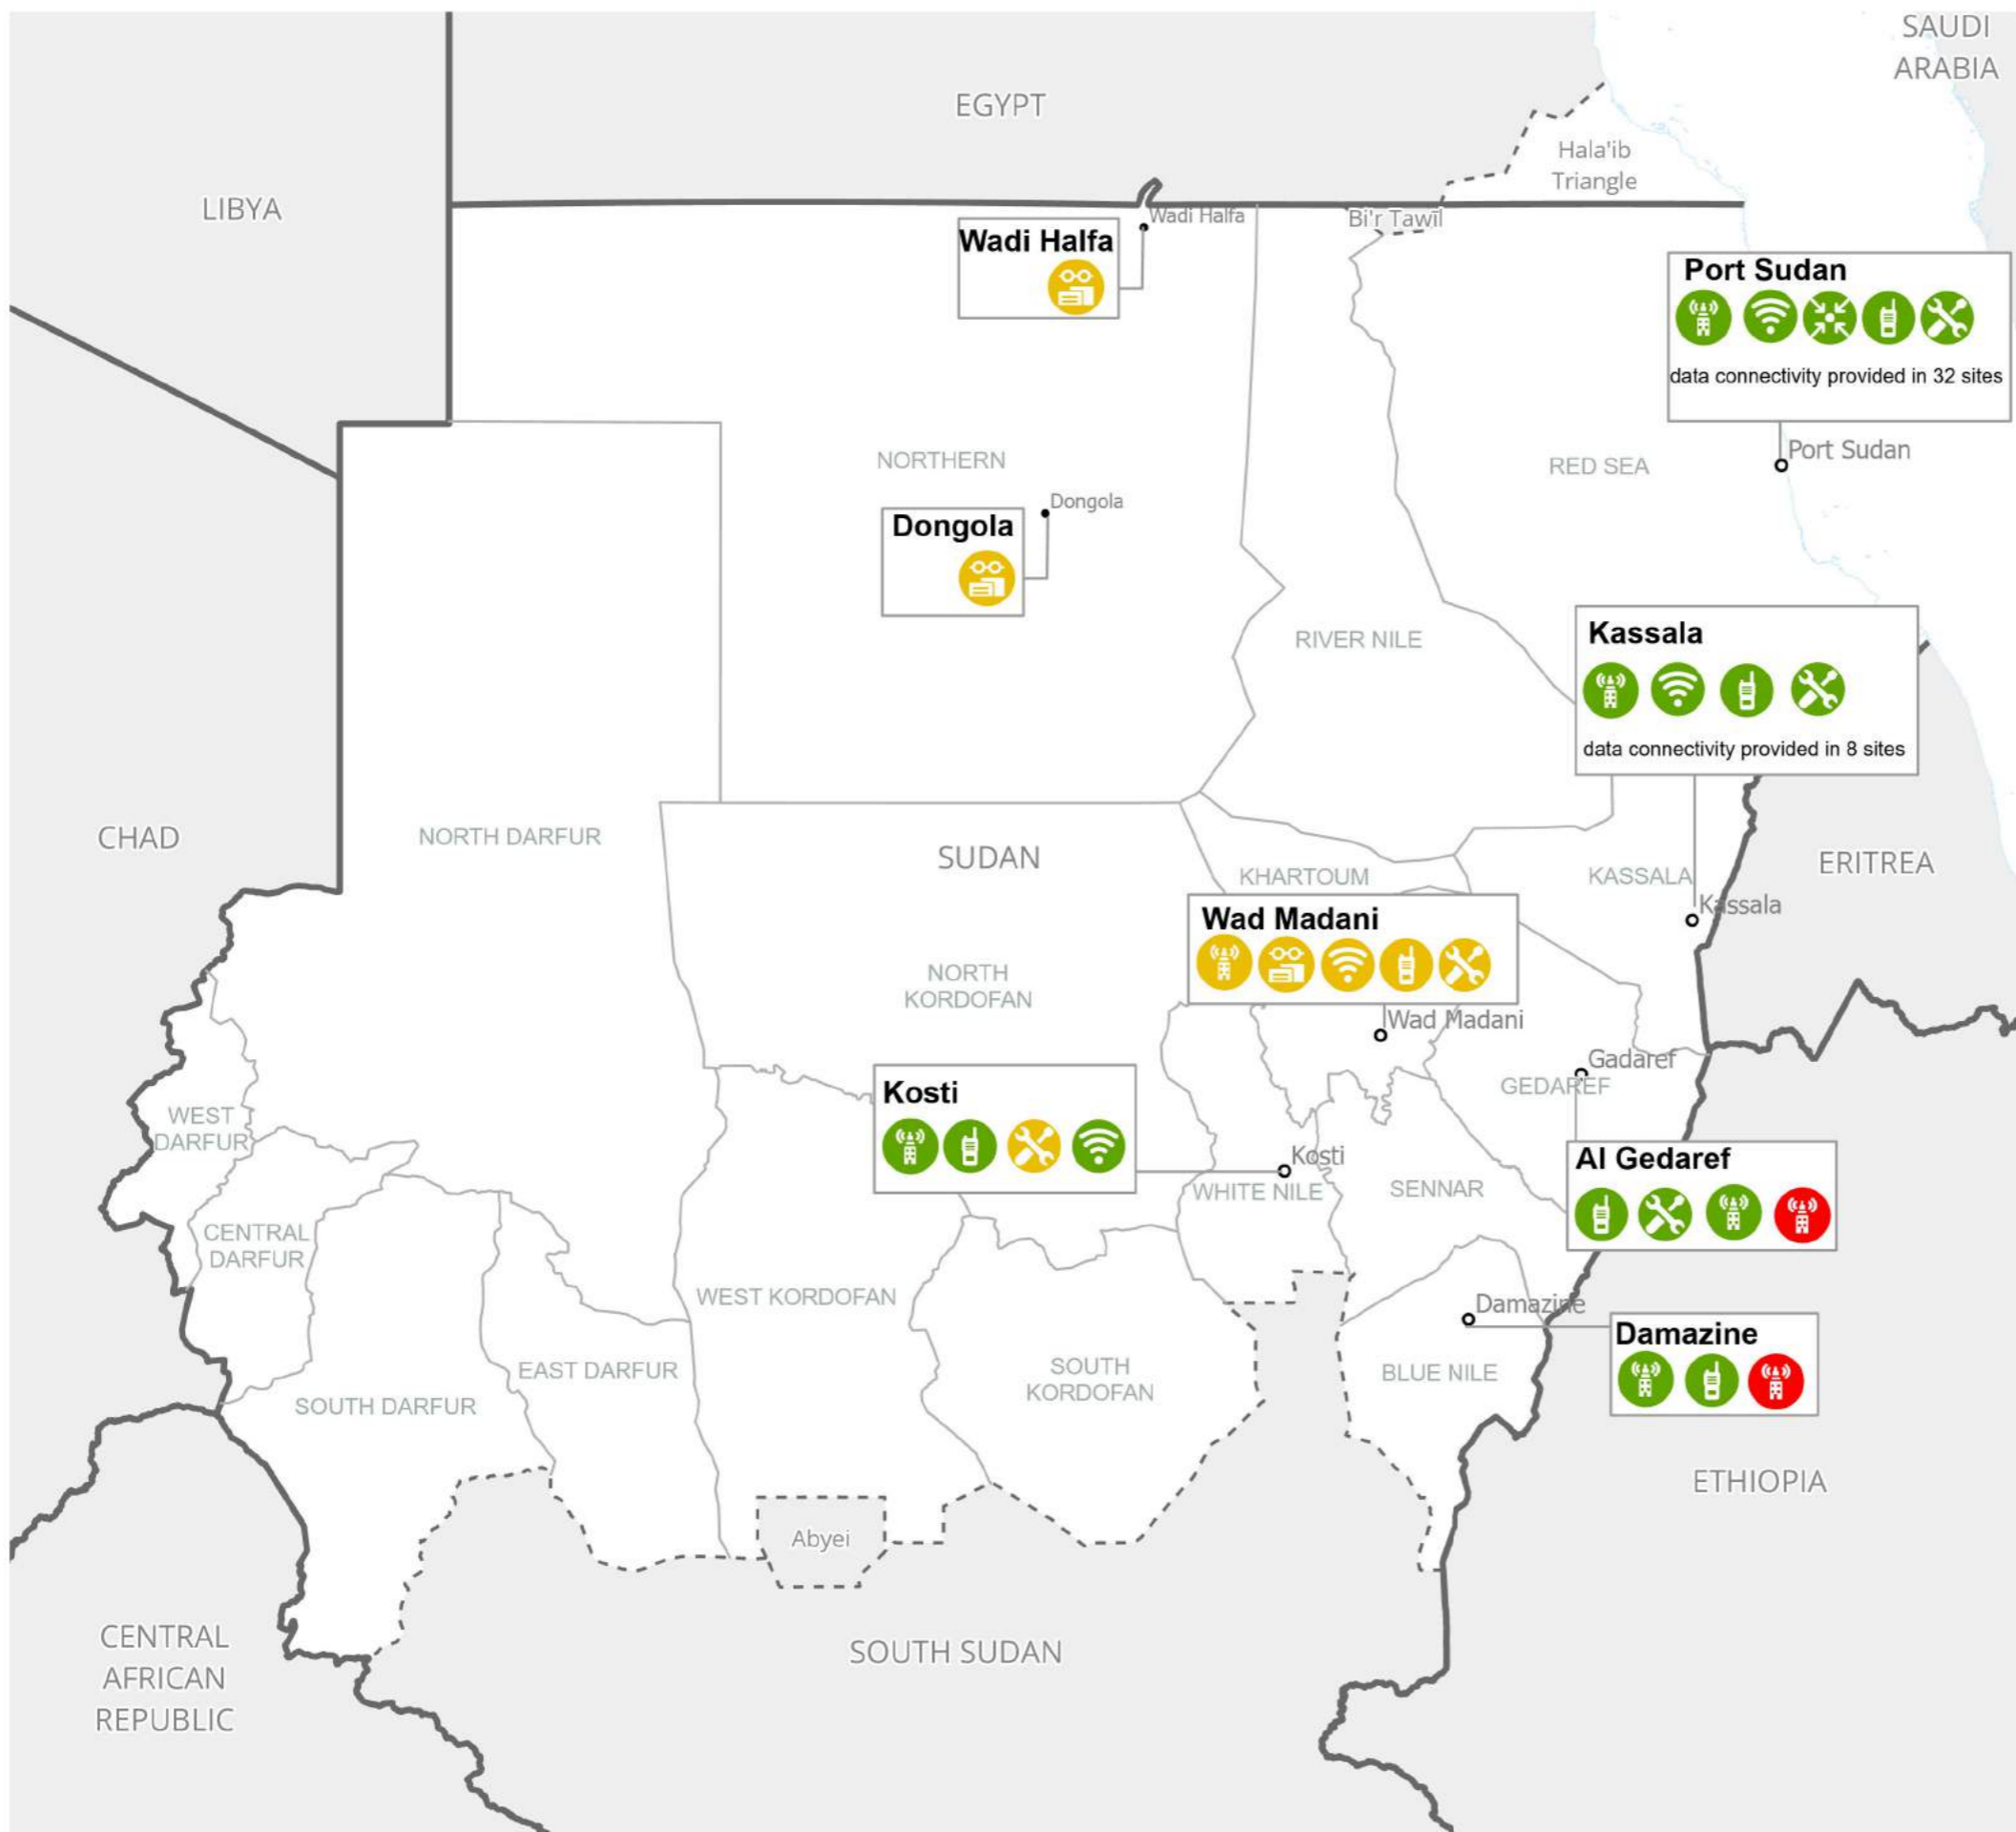 SAUDI
ARABIA
EGYPT
Hala'ib
Triangle
LIBYA
Wadi Halfa
Bi'r Tawīl
Wadi Halfa
Port Sudan
data connectivity provided in 32 sites
Port Sudan
NORTHERN
RED SEA
Dongola
Dongola
Kassala
data connectivity provided in 8 sites
RIVER NILE
CHAD
NORTH DARFUR
SUDAN
KHARTOUM
KASSALA
ERITREA
Kassala
Wad Madani
NORTH
KORDOFAN
Wad Madani
Gadaref
GEDAREF
Kosti
WEST
DARFUR
Kosti
WHITE NILE
SENNAR
Al Gedaref
CENTRAL
DARFUR
WEST KORDOFAN
Damazine
Damazine
EAST DARFUR
SOUTH
KORDOFAN
BLUE NILE
SOUTH DARFUR
ETHIOPIA
Abyei
CENTRAL
AFRICAN
REPUBLIC
SOUTH SUDAN